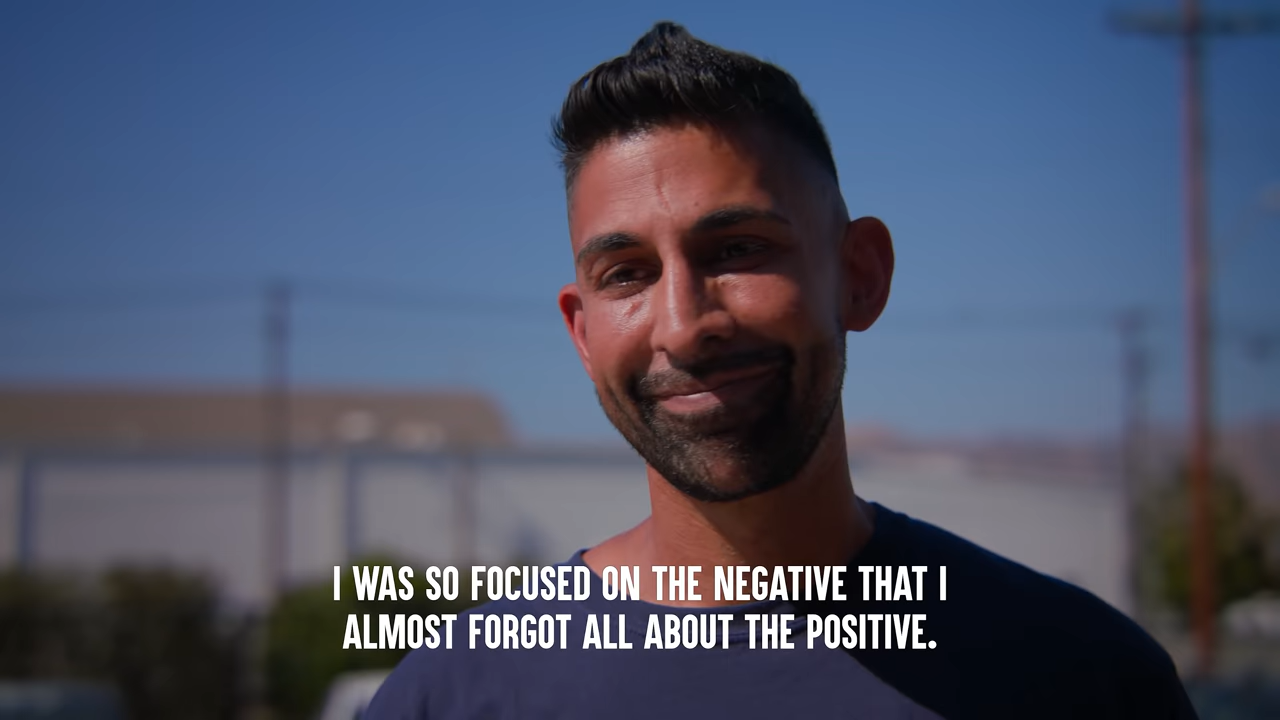 I WAS SO FOCUSED ON THE NEGATIVE THAT I
ALMOST FORGOT ALL ABOUT THE POSITIVE.